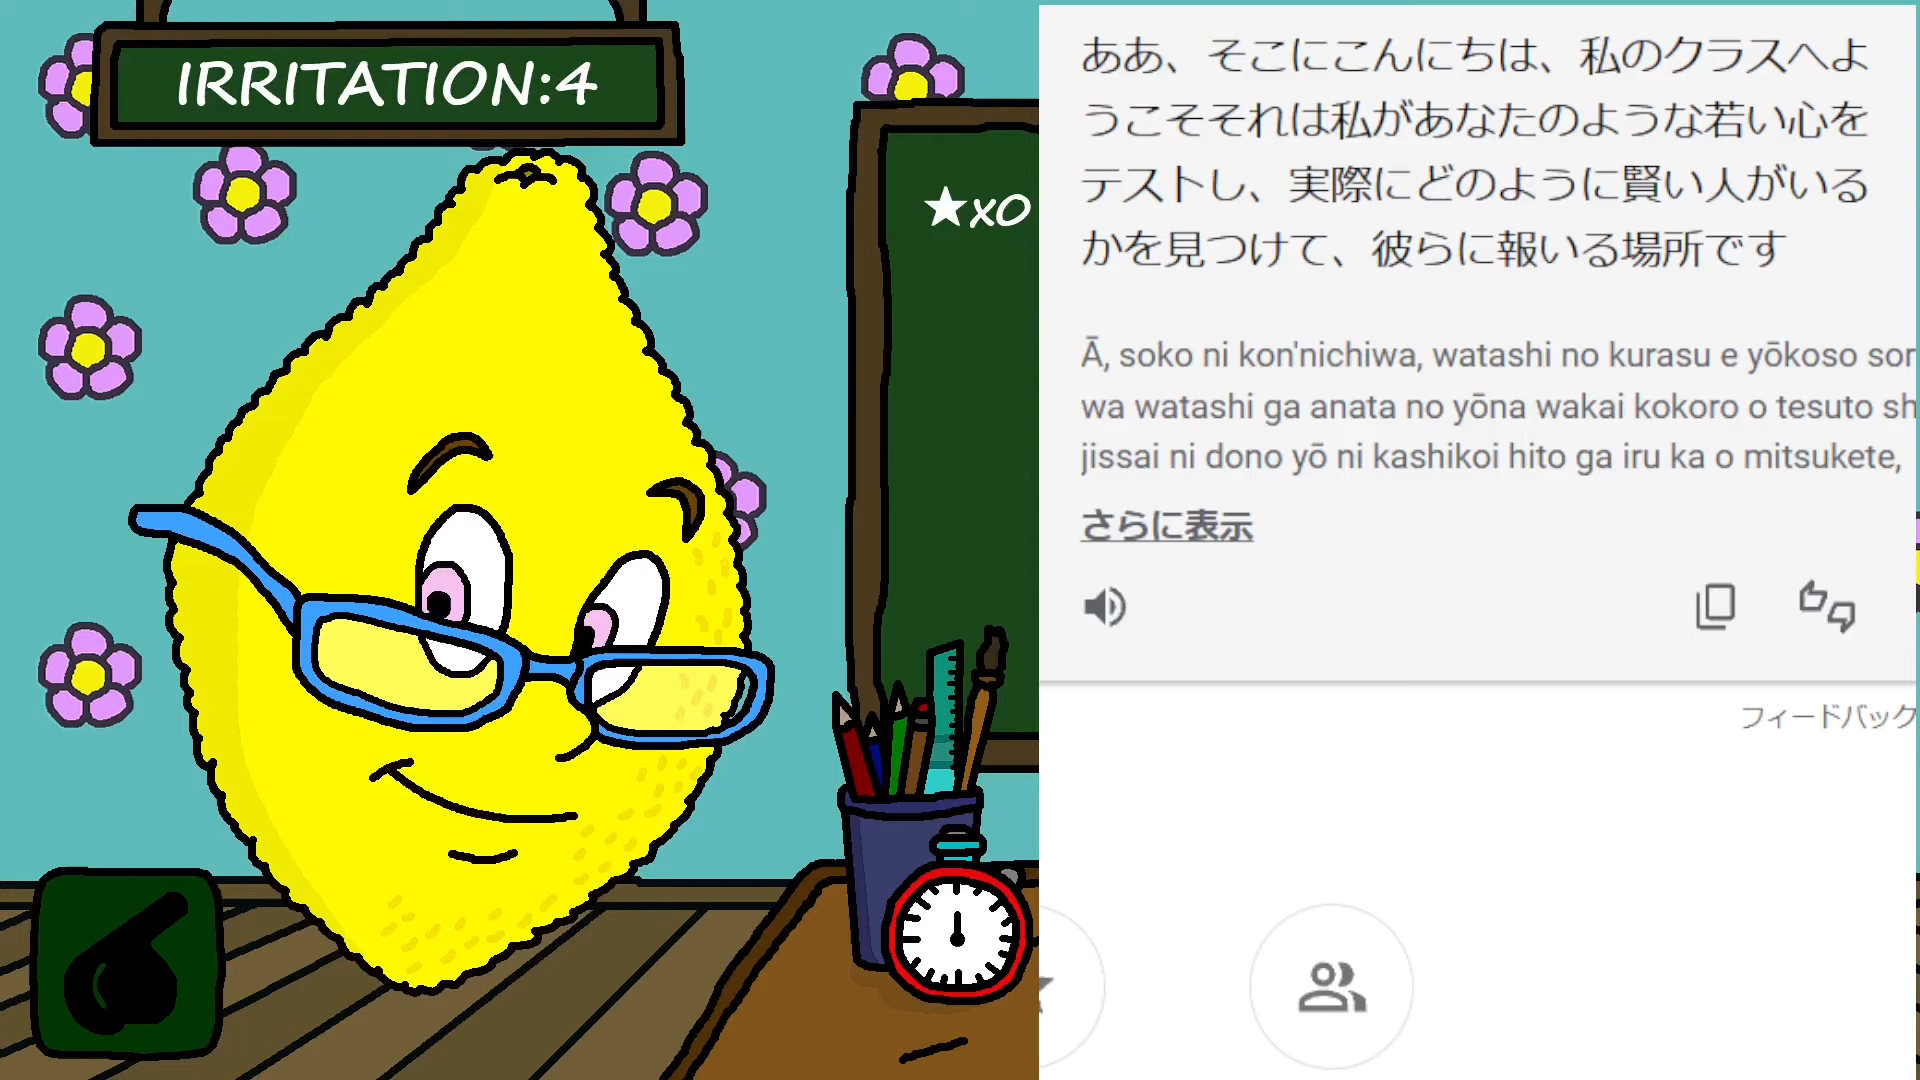 IRRITATION:4
★xO
ああ、そこにこんにちは、私のクラスへよ
うこそそれは私があなたのような若い心を
テストし、実際にどのように賢い人がいる
かを見つけて、彼らに報いる場所です
Ā, soko ni kon'nichiwa, watashi no kurasu e yōkoso sor
wa watashi ga anata no yōna wakai kokoro o tesuto sh
jissai ni dono yō ni kashikoi hito ga iru ka o mitsukete,
さらに表示
フィードバック